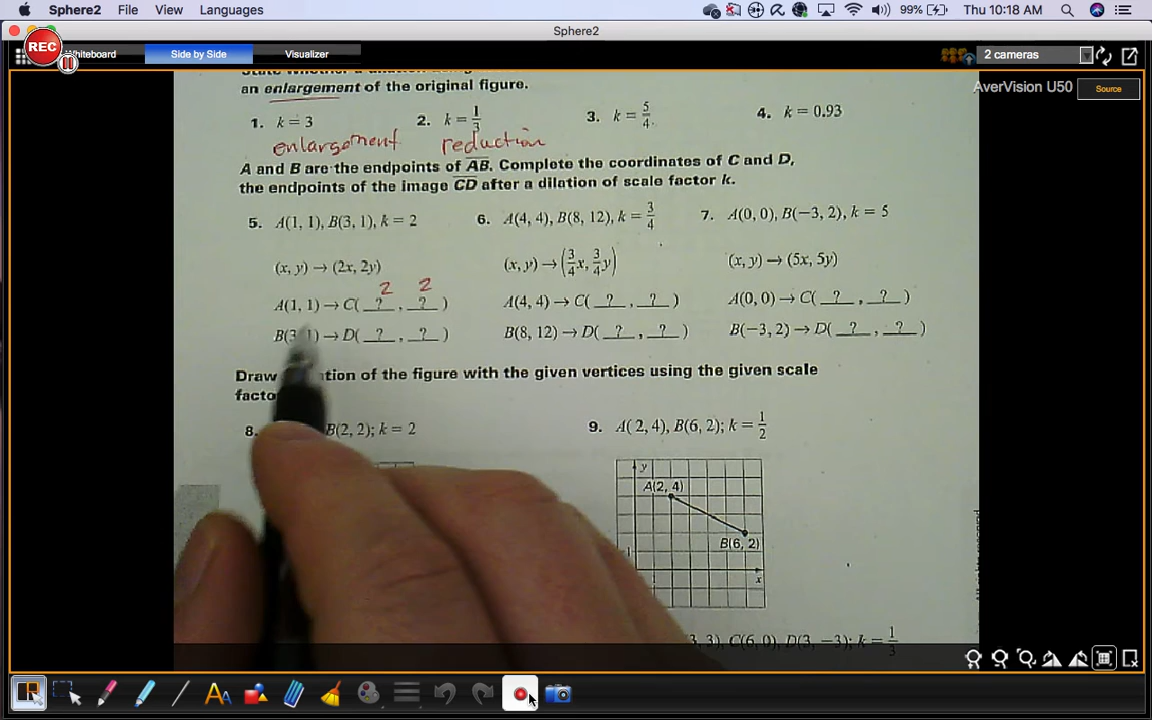 Sphere2 File View Languages 99% Thu 10:18 AM
Sphere2
REC Whiteboard Side by Side Visualizer 2 cameras
AverVision U50 Source
an enlargement of the original figure.
1. k = 3 2. k = 1/3 3. k = 5/4 4. k = 0.93
enlargement reduction
A and B are the endpoints of AB. Complete the coordinates of C and D,
the endpoints of the image CD after a dilation of scale factor k.
5. A(1, 1), B(3, 1), k = 2 6. A(4, 4), B(8, 12), k = 3/4 7. A(0, 0), B(−3, 2), k = 5
(x, y) → (2x, 2y) (x, y) → (3/4x, 3/4y) (x, y) → (5x, 5y)
2 2
A(1, 1) → C( ? , ? ) A(4, 4) → C( ? , ? ) A(0, 0) → C( ? , ? )
B(3, 1) → D( ? , ? ) B(8, 12) → D( ? , ? ) B(−3, 2) → D( ? , ? )
Draw tion of the figure with the given vertices using the given scale
facto
8. B(2, 2); k = 2 9. A( 2, 4), B(6, 2); k = 1/2
y
A(2, 4)
B(6, 2)
1
x
3, 3), C(6, 0), D(3, −3); k = 1/3